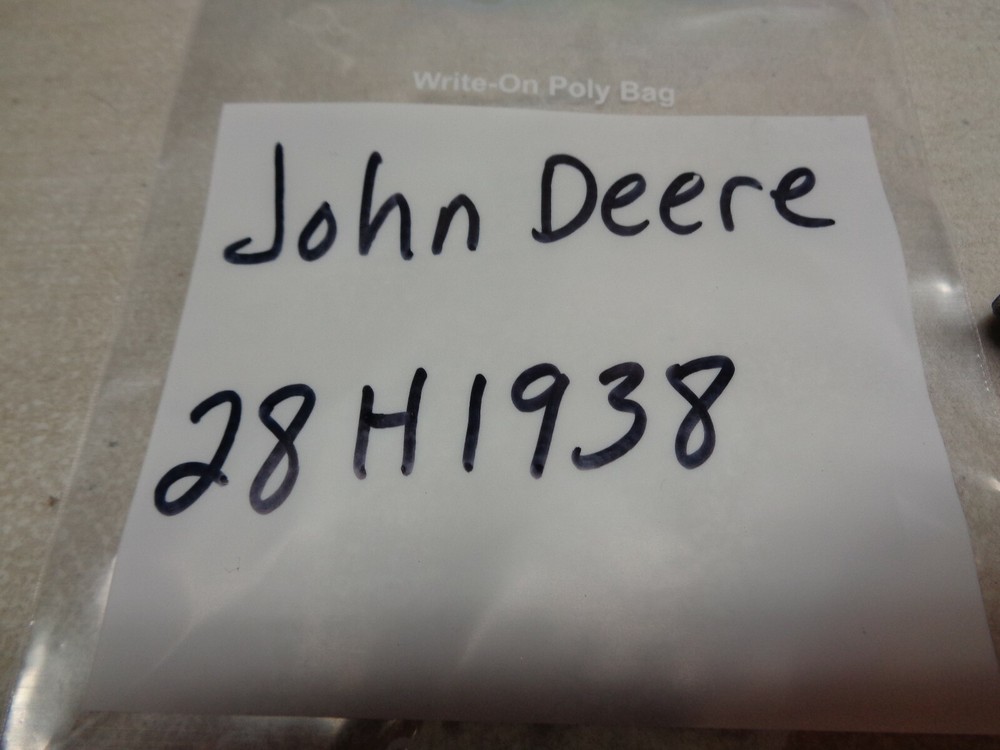 Write-On Poly Bag
John Deere
28H1938